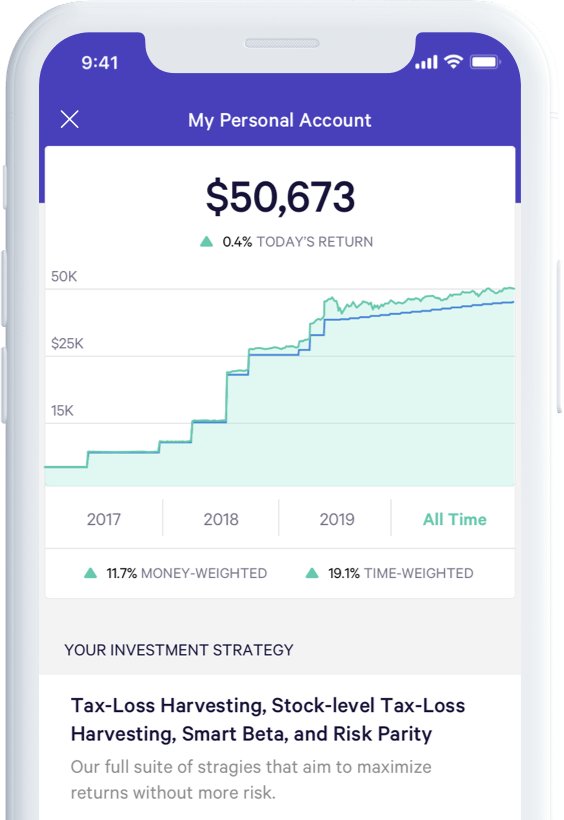 9:41
My Personal Account
$50,673
0.4% TODAY'S RETURN
50K
$25K
15K
2017 2018 2019 All Time
11.7% MONEY-WEIGHTED 19.1% TIME-WEIGHTED
YOUR INVESTMENT STRATEGY
Tax-Loss Harvesting, Stock-level Tax-Loss
Harvesting, Smart Beta, and Risk Parity
Our full suite of stragies that aim to maximize
returns without more risk.